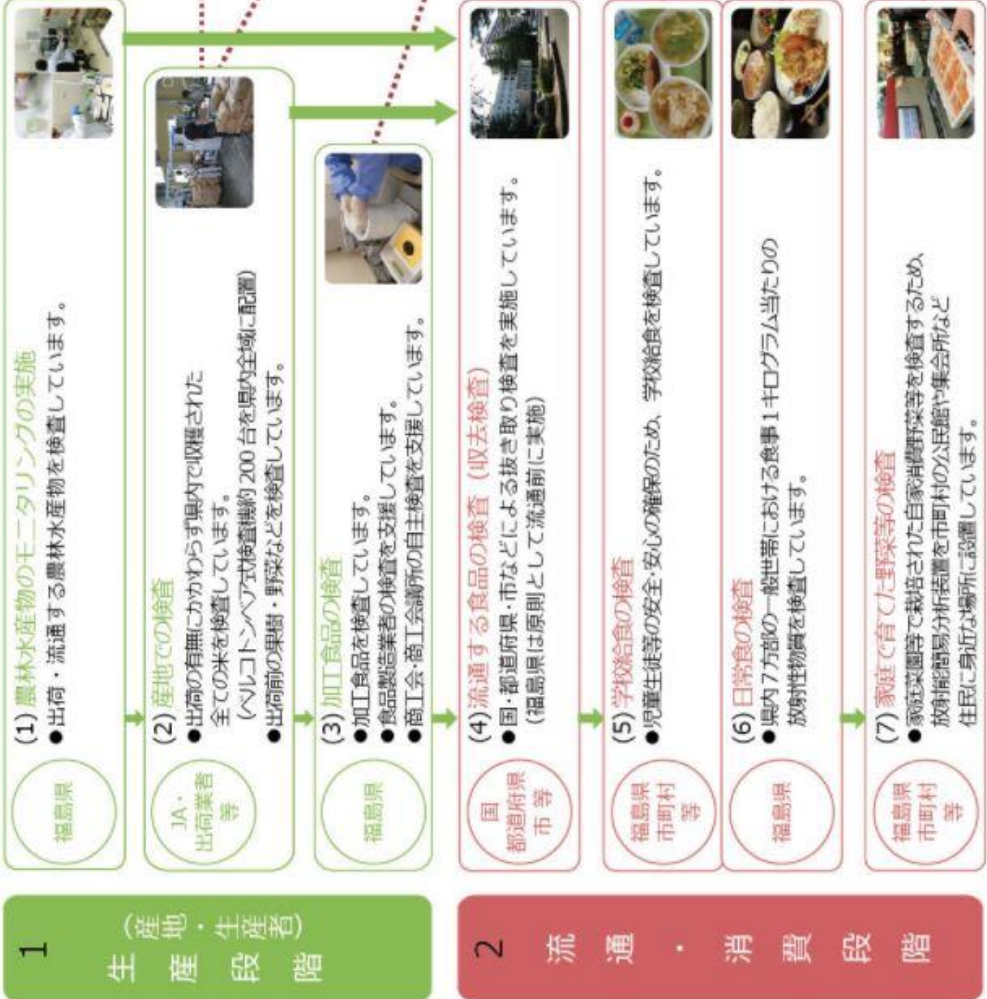 1
(産地・生産者)
生産段階
福島県
(1) 農林水産物のモニタリングの実施
●出荷・流通する農林水産物を検査しています。
JA・
出荷業者
等
(2) 産地での検査
●出荷の有無にかかわらず県内で収穫された
全ての米を検査しています。
(ベルトコンベア式検査機約 200 台を県内全域に配置)
●出荷前の果樹・野菜などを検査しています。
福島県
(3) 加工食品の検査
●加工食品を検査しています。
●食品製造業者の検査を支援しています。
●商工会・商工会議所の自主検査を支援しています。
2
流通・消費段階
国
都道府県
市 等
(4) 流通する食品の検査 (収去検査)
●国・都道府県・市などによる抜き取り検査を実施しています。
(福島県は原則として流通前に実施)
福島県
市町村
等
(5) 学校給食の検査
●児童生徒等の安全・安心の確保のため、学校給食を検査しています。
福島県
(6) 日常食の検査
●県内 7 方部の一般世帯における食事 1 キログラム当たりの
放射性物質を検査しています。
福島県
市町村
等
(7) 家庭で育てた野菜等の検査
●家庭菜園等で栽培された自家消費野菜等を検査するため、
放射能簡易分析装置を市町村の公民館や集会所など
住民に身近な場所に設置しています。